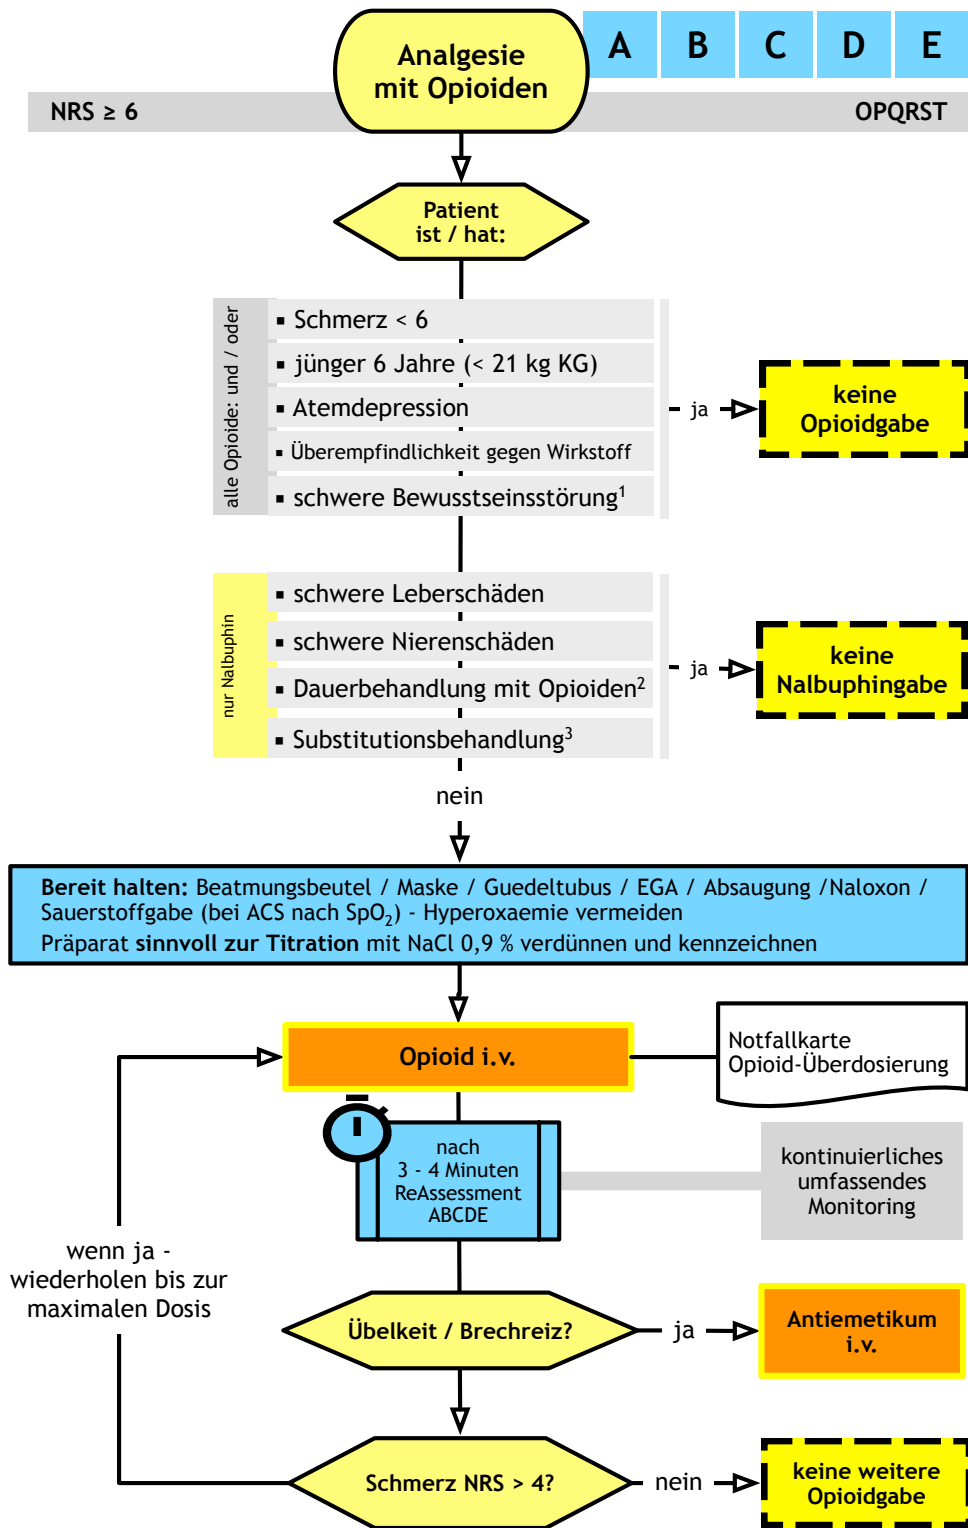 Analgesie
mit Opioiden
A B C D E
NRS ≥ 6
OPQRST
Patient
ist / hat:
alle Opioide: und / oder
▪ Schmerz < 6
▪ jünger 6 Jahre (< 21 kg KG)
▪ Atemdepression
▪ Überempfindlichkeit gegen Wirkstoff
▪ schwere Bewusstseinsstörung¹
ja
keine
Opioidgabe
nur Nalbuphin
▪ schwere Leberschäden
▪ schwere Nierenschäden
▪ Dauerbehandlung mit Opioiden²
▪ Substitutionsbehandlung³
ja
keine
Nalbuphingabe
nein
Bereit halten: Beatmungsbeutel / Maske / Guedeltubus / EGA / Absaugung /Naloxon /
Sauerstoffgabe (bei ACS nach SpO₂) - Hyperoxaemie vermeiden
Präparat sinnvoll zur Titration mit NaCl 0,9 % verdünnen und kennzeichnen
Opioid i.v.
Notfallkarte
Opioid-Überdosierung
nach
3 - 4 Minuten
ReAssessment
ABCDE
kontinuierliches
umfassendes
Monitoring
wenn ja -
wiederholen bis zur
maximalen Dosis
Übelkeit / Brechreiz?
ja
Antiemetikum
i.v.
Schmerz NRS > 4?
nein
keine weitere
Opioidgabe